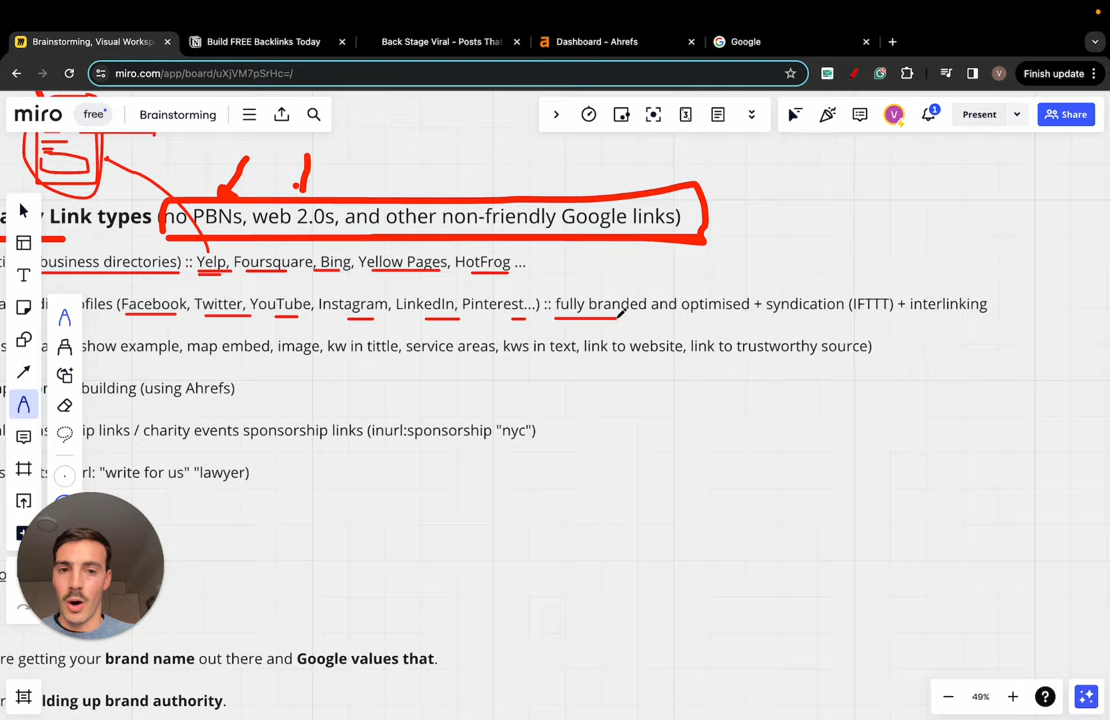 Brainstorming, Visual Worksp
Build FREE Backlinks Today
Back Stage Viral - Posts That
Dashboard - Ahrefs
Google
miro.com/app/board/uXjVM7pSrHc=/
V
Finish update
miro
free
Brainstorming
3
V
1
Present
Share
Link types (no PBNs, web 2.0s, and other non-friendly Google links)
business directories) :: Yelp, Foursquare, Bing, Yellow Pages, HotFrog ...
(Facebook, Twitter, YouTube, Instagram, LinkedIn, Pinterest...) :: fully branded and optimised + syndication (IFTTT) + interlinking
show example, map embed, image, kw in tittle, service areas, kws in text, link to website, link to trustworthy source)
building (using Ahrefs)
links / charity events sponsorship links (inurl:sponsorship "nyc")
"write for us" "lawyer)
getting your brand name out there and Google values that.
up brand authority.
49%